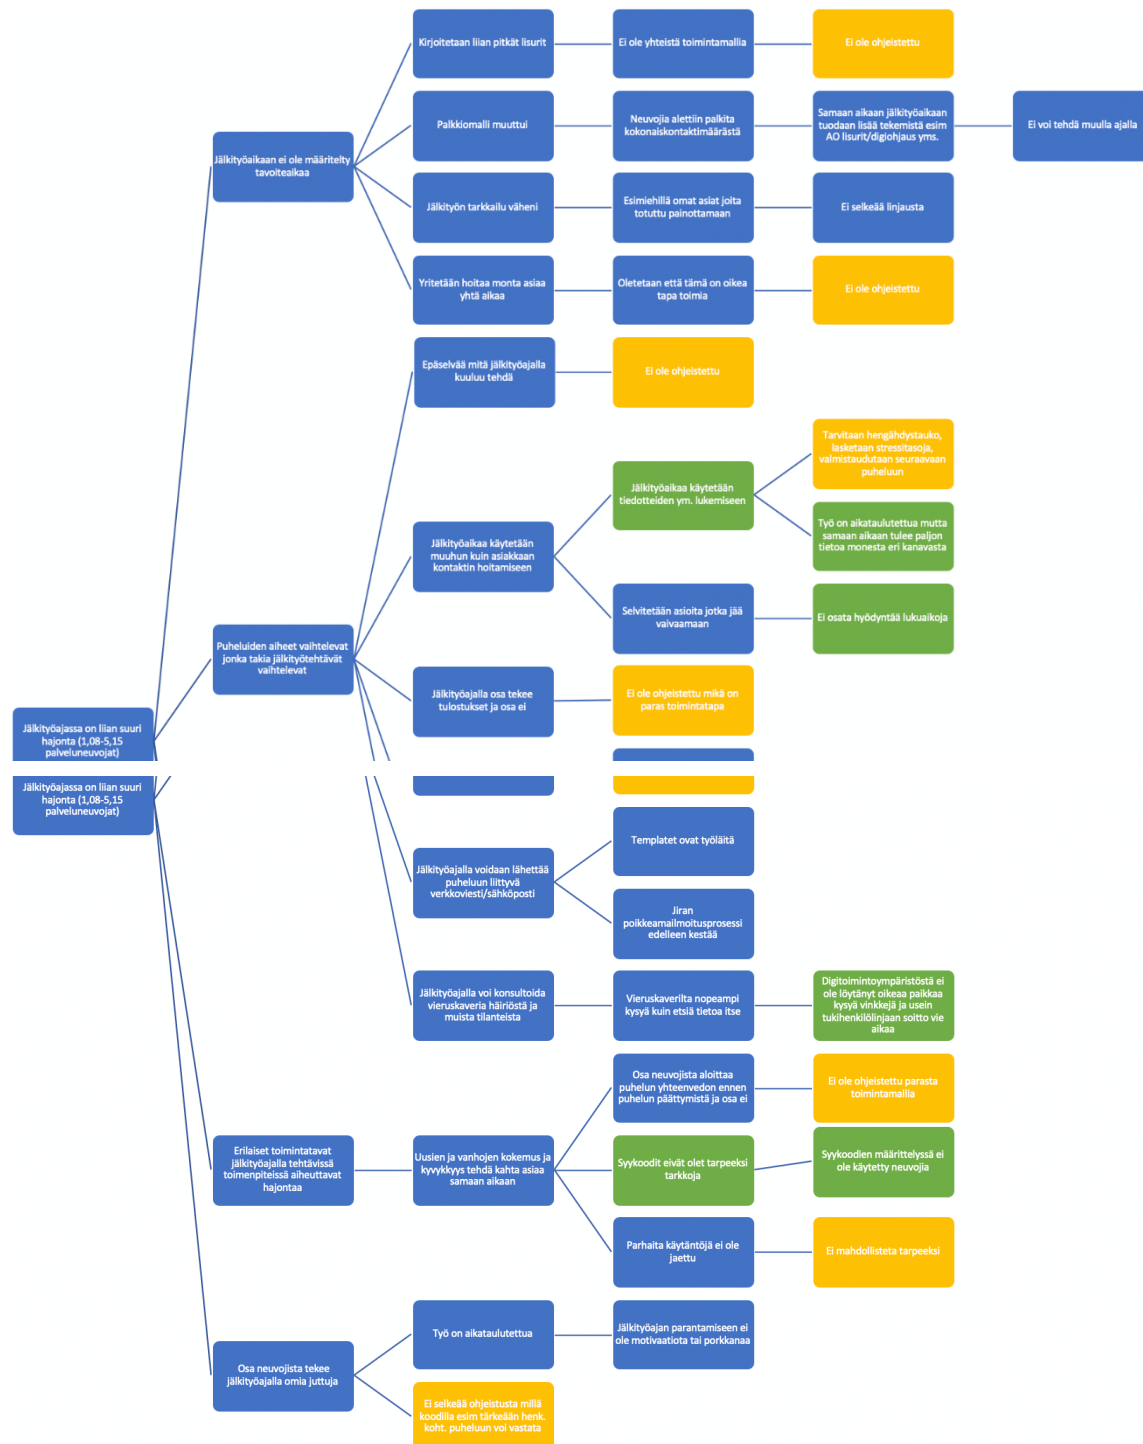 Kirjoitetaan liian pitkät lisurit
Ei ole yhteistä toimintamallia
Ei ole ohjeistettu
Palkkiomalli muuttui
Neuvojia alettiin palkita
kokonaiskontaktimäärästä
Samaan aikaan jälkityöaikaan
tuodaan lisää tekemistä esim
AO lisurit/digiohjaus yms.
Ei voi tehdä muulla ajalla
Jälkityöaikaan ei ole määritelty
tavoiteaikaa
Jälkityön tarkkailu väheni
Esimiehillä omat asiat joita
totuttu painottamaan
Ei selkeää linjausta
Yritetään hoitaa monta asiaa
yhtä aikaa
Oletetaan että tämä on oikea
tapa toimia
Ei ole ohjeistettu
Epäselvää mitä jälkityöajalla
kuuluu tehdä
Ei ole ohjeistettu
Tarvitaan hengähdystauko,
lasketaan stressitasoja,
valmistaudutaan seuraavaan
puheluun
Jälkityöaikaa käytetään
tiedotteiden ym. lukemiseen
Työ on aikataulutettua mutta
samaan aikaan tulee paljon
tietoa monesta eri kanavasta
Jälkityöaikaa käytetään
muuhun kuin asiakkaan
kontaktin hoitamiseen
Selvitetään asioita jotka jää
vaivaamaan
Ei osata hyödyntää lukuaikoja
Puheluiden aiheet vaihtelevat
jonka takia jälkityötehtävät
vaihtelevat
Jälkityöajalla osa tekee
tulostukset ja osa ei
Ei ole ohjeistettu mikä on
paras toimintatapa
Jälkityöajassa on liian suuri
hajonta (1,08-5,15
palveluneuvojat)
Jälkityöajassa on liian suuri
hajonta (1,08-5,15
palveluneuvojat)
Templatet ovat työläitä
Jälkityöajalla voidaan lähettää
puheluun liittyvä
verkkoviesti/sähköposti
Jiran
poikkeamailmoitusprosessi
edelleen kestää
Jälkityöajalla voi konsultoida
vieruskaveria häiriöstä ja
muista tilanteista
Vieruskaverilta nopeampi
kysyä kuin etsiä tietoa itse
Digitoimintoympäristöstä ei
ole löytänyt oikeaa paikkaa
kysyä vinkkejä ja usein
tukihenkilölinjaan soitto vie
aikaa
Osa neuvojista aloittaa
puhelun yhteenvedon ennen
puhelun päättymistä ja osa ei
Ei ole ohjeistettu parasta
toimintamallia
Erilaiset toimintatavat
jälkityöajalla tehtävissä
toimenpiteissä aiheuttavat
hajontaa
Uusien ja vanhojen kokemus ja
kyvykkyys tehdä kahta asiaa
samaan aikaan
Syykoodit eivät olet tarpeeksi
tarkkoja
Syykoodien määrittelyssä ei
ole käytetty neuvojia
Parhaita käytäntöjä ei ole
jaettu
Ei mahdollisteta tarpeeksi
Työ on aikataulutettua
Jälkityöajan parantamiseen ei
ole motivaatiota tai porkkanaa
Osa neuvojista tekee
jälkityöajalla omia juttuja
Ei selkeää ohjeistusta millä
koodilla esim tärkeään henk.
koht. puheluun voi vastata